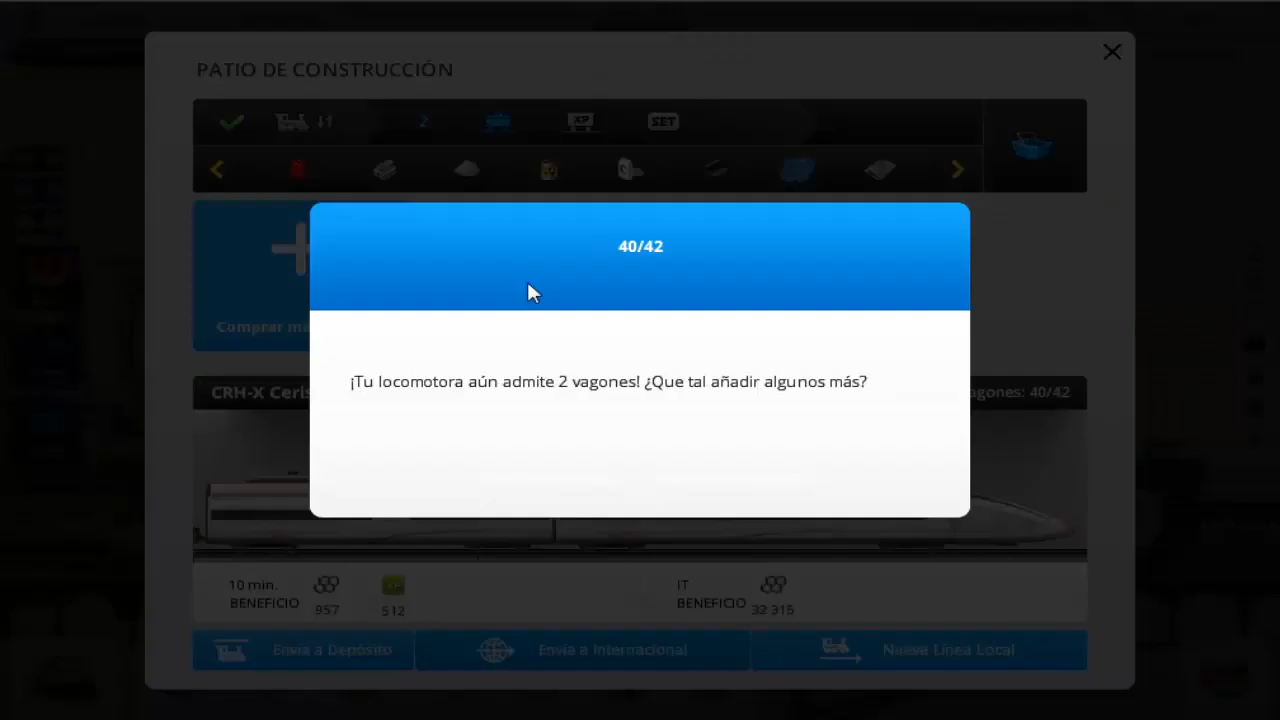 PATIO DE CONSTRUCCIÓN
2
XP
SET
40/42
Comprar
¡Tu locomotora aún admite 2 vagones! ¿Que tal añadir algunos más?
CRH-X
agones: 40/42
10 min.
BENEFICIO
957
512
IT
BENEFICIO
32 315
Envía a Depósito
Envía a Internacional
Nueva Línea Local